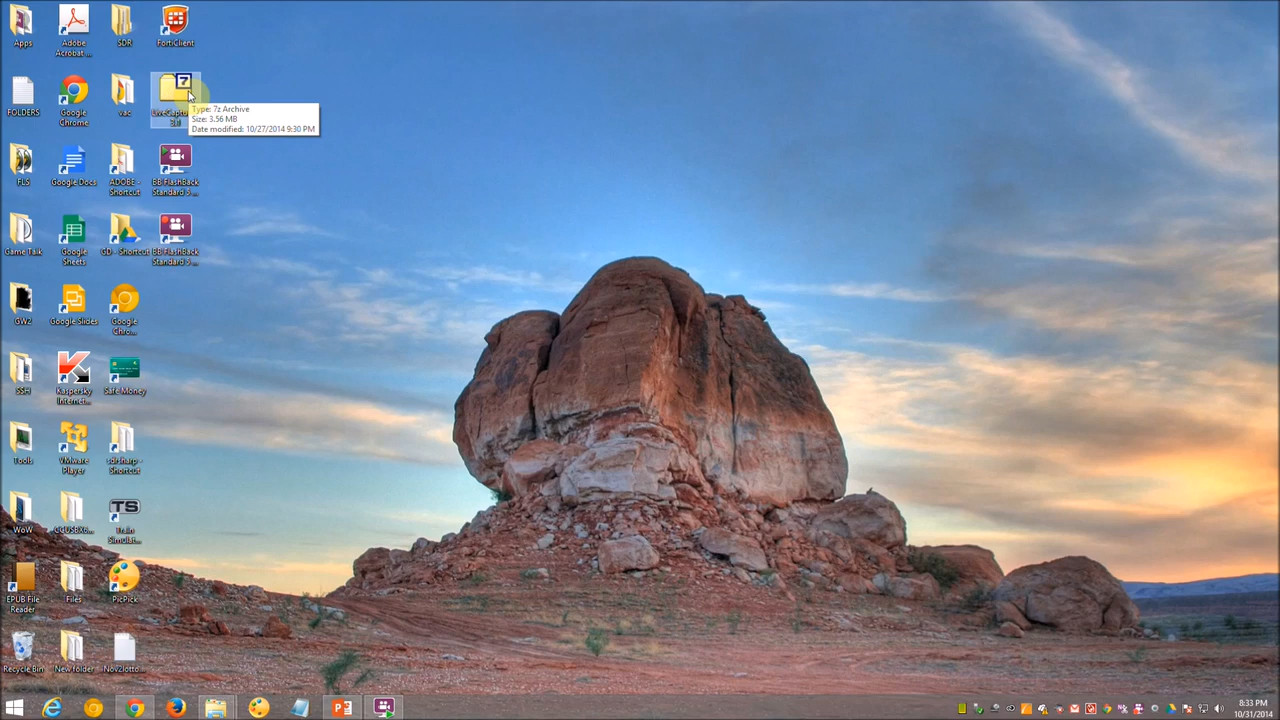 Apps
Adobe
Acrobat ...
SDR
FortiClient
FOLDERS
Google
Chrome
vac
LiveCaptu
Type: 7z Archive
Size: 3.56 MB
Date modified: 10/27/2014 9:30 PM
FLS
Google Docs
ADOBE -
Shortcut
BB FlashBack
Standard 5 ...
Game Talk
Google
Sheets
GD - Shortcut
BB FlashBack
Standard 5 ...
GW2
Google Slides
Google
Chro...
SSH
Kaspersky
Internet...
Safe Money
Tools
VMware
Player
sdrsharp -
Shortcut
WoW
TS
Train
Simulat...
EPUB File
Reader
Files
PicPick
Recycle Bin
New folder
Nov2lotto...
8:33 PM
10/31/2014